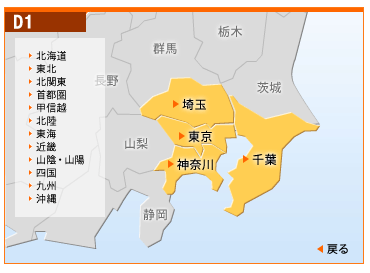 D1
北海道
東北
北関東
首都圏
甲信越
北陸
東海
近畿
山陰・山陽
四国
九州
沖縄
栃木
群馬
長野
茨城
埼玉
東京
山梨
神奈川
千葉
静岡
戻る